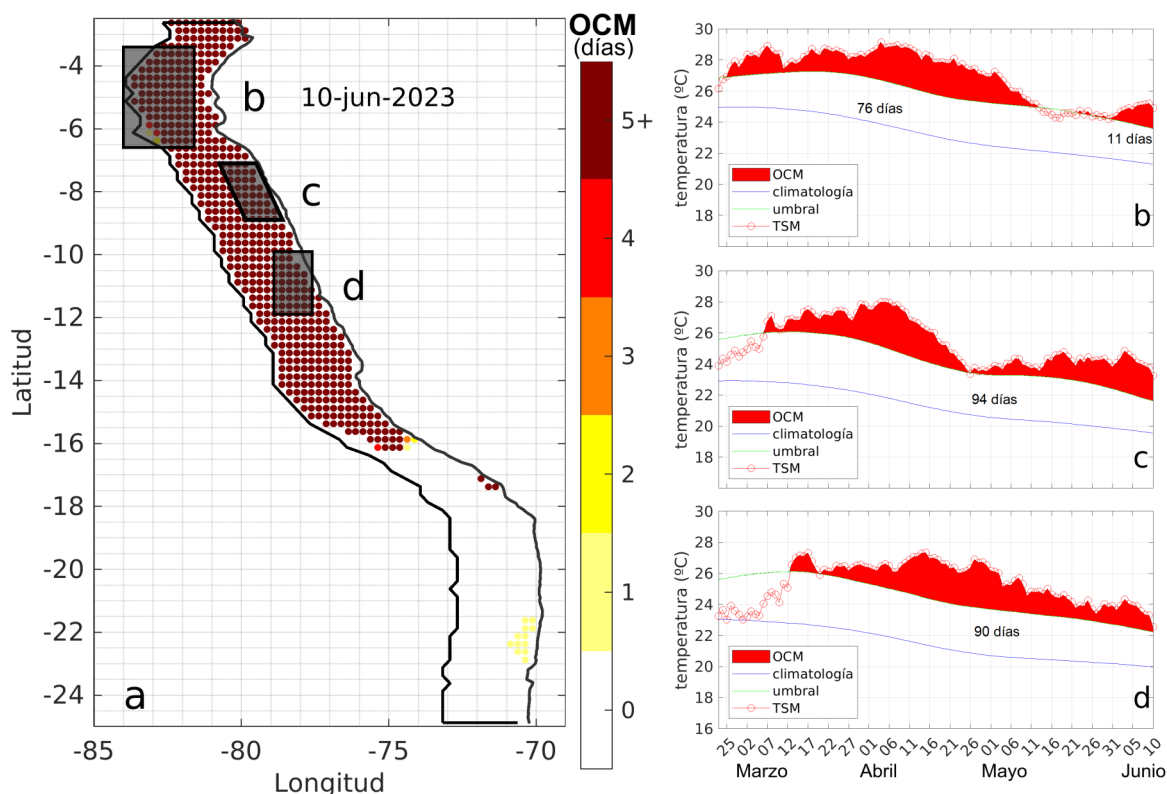 OCM
(días)
10-jun-2023
b
c
d
a
-4
-6
-8
-10
-12
-14
-16
-18
-20
-22
-24
Latitud
-85 -80 -75 -70
Longitud
5+
4
3
2
1
0
30
28
26
24
22
20
18
temperatura (ºC)
76 días
11 días
OCM
climatología
umbral
TSM
b
30
28
26
24
22
20
18
16
temperatura (ºC)
94 días
OCM
climatología
umbral
TSM
c
30
28
26
24
22
20
18
16
temperatura (ºC)
90 días
OCM
climatología
umbral
TSM
d
25 02 07 12 17 22 27 01 06 11 16 21 26 01 06 11 16 21 26 31 05 10
Marzo Abril Mayo Junio